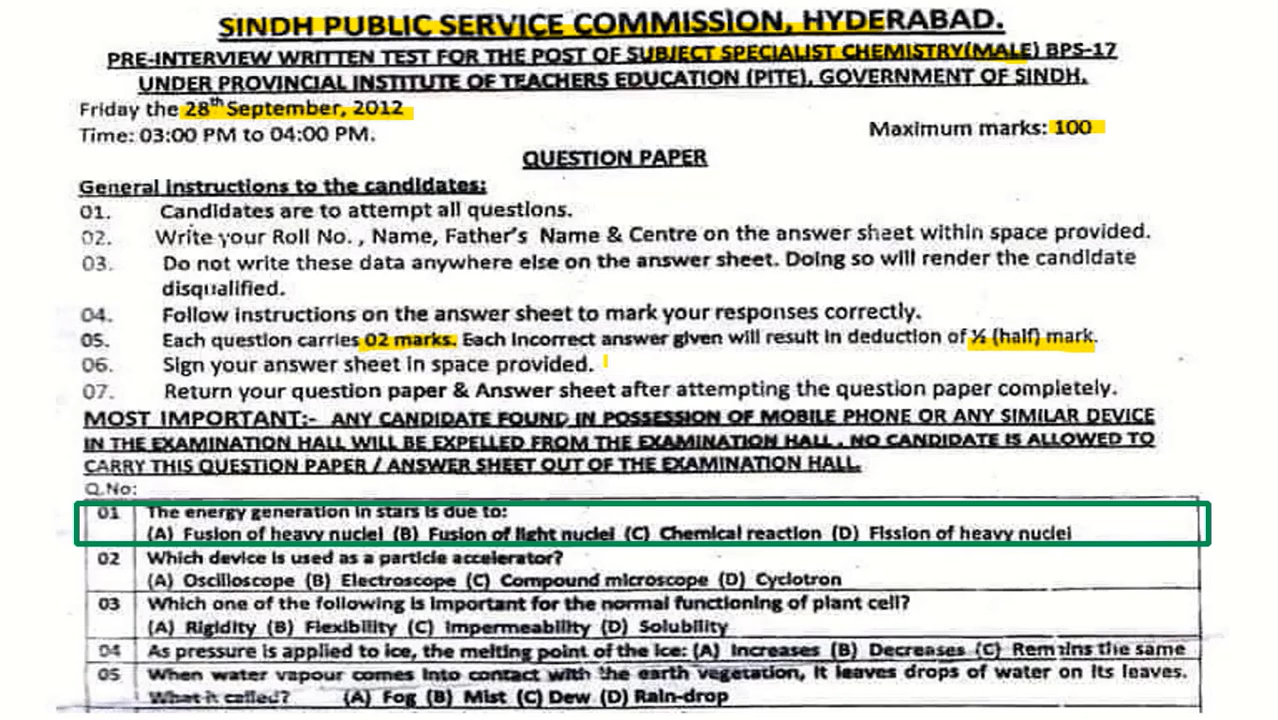 SINDH PUBLIC SERVICE COMMISSION, HYDERABAD.
PRE-INTERVIEW WRITTEN TEST FOR THE POST OF SUBJECT SPECIALIST CHEMISTRY(MALE) BPS-17
UNDER PROVINCIAL INSTITUTE OF TEACHERS EDUCATION (PITE), GOVERNMENT OF SINDH.
Friday the 28th September, 2012
Time: 03:00 PM to 04:00 PM. Maximum marks: 100
QUESTION PAPER
General instructions to the candidates:
01. Candidates are to attempt all questions.
02. Write your Roll No. , Name, Father's Name & Centre on the answer sheet within space provided.
03. Do not write these data anywhere else on the answer sheet. Doing so will render the candidate
disqualified.
04. Follow instructions on the answer sheet to mark your responses correctly.
05. Each question carries 02 marks. Each incorrect answer given will result in deduction of ½ (half) mark.
06. Sign your answer sheet in space provided.
07. Return your question paper & Answer sheet after attempting the question paper completely.
MOST IMPORTANT:- ANY CANDIDATE FOUND IN POSSESSION OF MOBILE PHONE OR ANY SIMILAR DEVICE
IN THE EXAMINATION HALL WILL BE EXPELLED FROM THE EXAMINATION HALL. NO CANDIDATE IS ALLOWED TO
CARRY THIS QUESTION PAPER / ANSWER SHEET OUT OF THE EXAMINATION HALL.
Q.No:
01 The energy generation in stars is due to:
(A) Fusion of heavy nuclei (B) Fusion of light nuclei (C) Chemical reaction (D) Fission of heavy nuclei
02 Which device is used as a particle accelerator?
(A) Oscilloscope (B) Electroscope (C) Compound microscope (D) Cyclotron
03 Which one of the following is important for the normal functioning of plant cell?
(A) Rigidity (B) Flexibility (C) Impermeability (D) Solubility
04 As pressure is applied to ice, the melting point of the ice: (A) Increases (B) Decreases (C) Remains the same
05 When water vapour comes into contact with the earth vegetation, it leaves drops of water on its leaves.
What is called? (A) Fog (B) Mist (C) Dew (D) Rain-drop